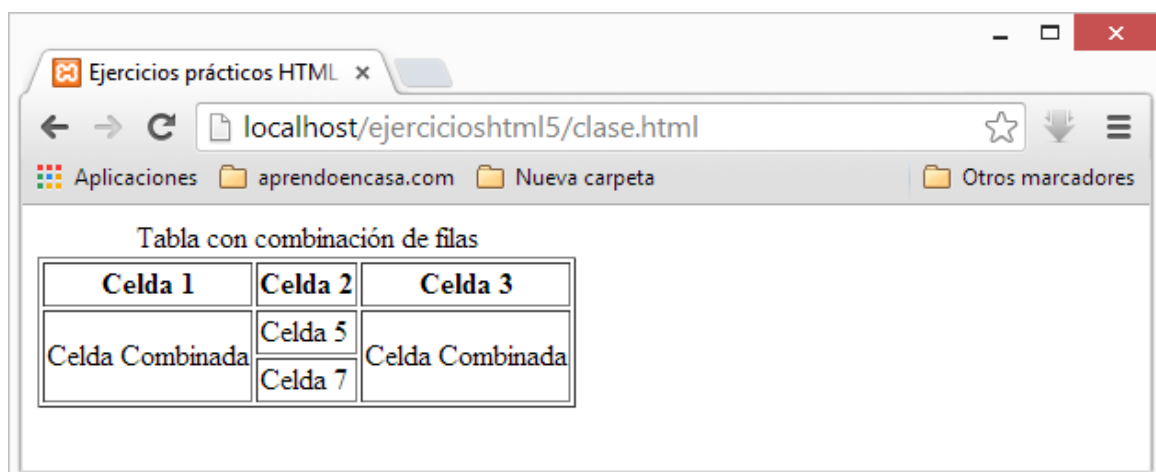 Ejercicios prácticos HTML
localhost/ejercicioshtml5/clase.html
Aplicaciones aprendoencasa.com Nueva carpeta Otros marcadores
Tabla con combinación de filas
Celda 1 Celda 2 Celda 3
Celda Combinada Celda 5 Celda Combinada
Celda 7